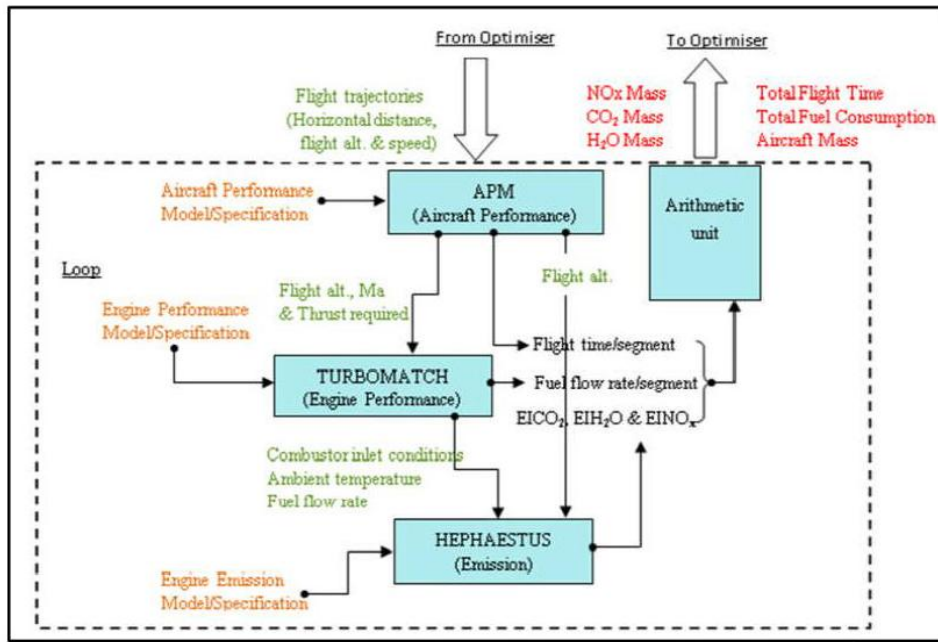 From Optimiser
To Optimiser
Flight trajectories
(Horizontal distance,
flight alt. & speed)
NOx Mass
CO₂ Mass
H₂O Mass
Total Flight Time
Total Fuel Consumption
Aircraft Mass
Aircraft Performance
Model/Specification
APM
(Aircraft Performance)
Arithmetic
unit
Loop
Flight alt.
Flight alt., Ma
& Thrust required
Engine Performance
Model/Specification
Flight time/segment
TURBOMATCH
(Engine Performance)
Fuel flow rate/segment
EICO₂, EIH₂O & EINOₓ
Combustor inlet conditions
Ambient temperature
Fuel flow rate
HEPHAESTUS
(Emission)
Engine Emission
Model/Specification